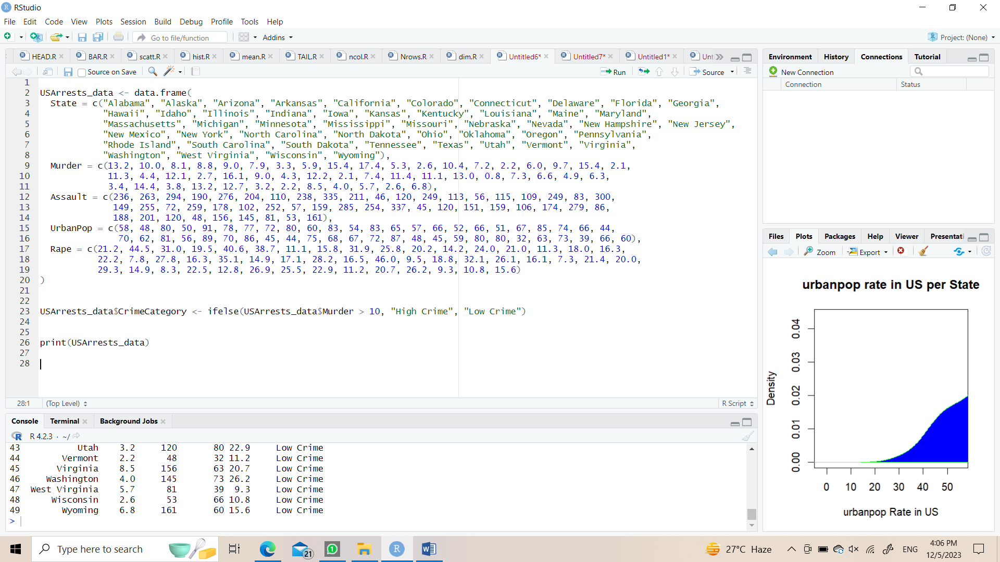 RStudio
File Edit Code View Plots Session Build Debug Profile Tools Help
Go to file/function Addins Project: (None)
HEAD.R BAR.R scatt.R hist.R mean.R TAIL.R ncol.R Nrows.R dim.R Untitled6* Untitled7* Untitled1* Unt
Source on Save Run Source
1
2 USArrests_data <- data.frame(
3 State = c("Alabama", "Alaska", "Arizona", "Arkansas", "California", "Colorado", "Connecticut", "Delaware", "Florida", "Georgia",
4 "Hawaii", "Idaho", "Illinois", "Indiana", "Iowa", "Kansas", "Kentucky", "Louisiana", "Maine", "Maryland",
5 "Massachusetts", "Michigan", "Minnesota", "Mississippi", "Missouri", "Nebraska", "Nevada", "New Hampshire", "New Jersey",
6 "New Mexico", "New York", "North Carolina", "North Dakota", "Ohio", "Oklahoma", "Oregon", "Pennsylvania",
7 "Rhode Island", "South Carolina", "South Dakota", "Tennessee", "Texas", "Utah", "Vermont", "Virginia",
8 "Washington", "West Virginia", "Wisconsin", "Wyoming"),
9 Murder = c(13.2, 10.0, 8.1, 8.8, 9.0, 7.9, 3.3, 5.9, 15.4, 17.4, 5.3, 2.6, 10.4, 7.2, 2.2, 6.0, 9.7, 15.4, 2.1,
10 11.3, 4.4, 12.1, 2.7, 16.1, 9.0, 4.3, 12.2, 2.1, 7.4, 11.4, 11.1, 13.0, 0.8, 7.3, 6.6, 4.9, 6.3,
11 3.4, 14.4, 3.8, 13.2, 12.7, 3.2, 2.2, 8.5, 4.0, 5.7, 2.6, 6.8),
12 Assault = c(236, 263, 294, 190, 276, 204, 110, 238, 335, 211, 46, 120, 249, 113, 56, 115, 109, 249, 83, 300,
13 149, 255, 72, 259, 178, 102, 252, 57, 159, 285, 254, 337, 45, 120, 151, 159, 106, 174, 279, 86,
14 188, 201, 120, 48, 156, 145, 81, 53, 161),
15 UrbanPop = c(58, 48, 80, 50, 91, 78, 77, 72, 80, 60, 83, 54, 83, 65, 57, 66, 52, 66, 51, 67, 85, 74, 66, 44,
16 70, 62, 81, 56, 89, 70, 86, 45, 44, 75, 68, 67, 72, 87, 48, 45, 59, 80, 80, 32, 63, 73, 39, 66, 60),
17 Rape = c(21.2, 44.5, 31.0, 19.5, 40.6, 38.7, 11.1, 15.8, 31.9, 25.8, 20.2, 14.2, 24.0, 21.0, 11.3, 18.0, 16.3,
18 22.2, 7.8, 27.8, 16.3, 35.1, 14.9, 17.1, 28.2, 16.5, 46.0, 9.5, 18.8, 32.1, 26.1, 16.1, 7.3, 21.4, 20.0,
19 29.3, 14.9, 8.3, 22.5, 12.8, 26.9, 25.5, 22.9, 11.2, 20.7, 26.2, 9.3, 10.8, 15.6)
20 )
21
22
23 USArrests_data$CrimeCategory <- ifelse(USArrests_data$Murder > 10, "High Crime", "Low Crime")
24
25
26 print(USArrests_data)
27
28
28:1 (Top Level) R Script
Console Terminal Background Jobs
R 4.2.3 · ~/
43 Utah 3.2 120 80 22.9 Low Crime
44 Vermont 2.2 48 32 11.2 Low Crime
45 Virginia 8.5 156 63 20.7 Low Crime
46 Washington 4.0 145 73 26.2 Low Crime
47 West Virginia 5.7 81 39 9.3 Low Crime
48 Wisconsin 2.6 53 66 10.8 Low Crime
49 Wyoming 6.8 161 60 15.6 Low Crime
>
Environment History Connections Tutorial
New Connection
Connection Status
Files Plots Packages Help Viewer Presentati
Zoom Export
urbanpop rate in US per State
Density
0.04
0.03
0.02
0.01
0.00
0 10 20 30 40 50
urbanpop Rate in US
Type here to search
21
1
27°C Haze
ENG
4:06 PM
12/5/2023